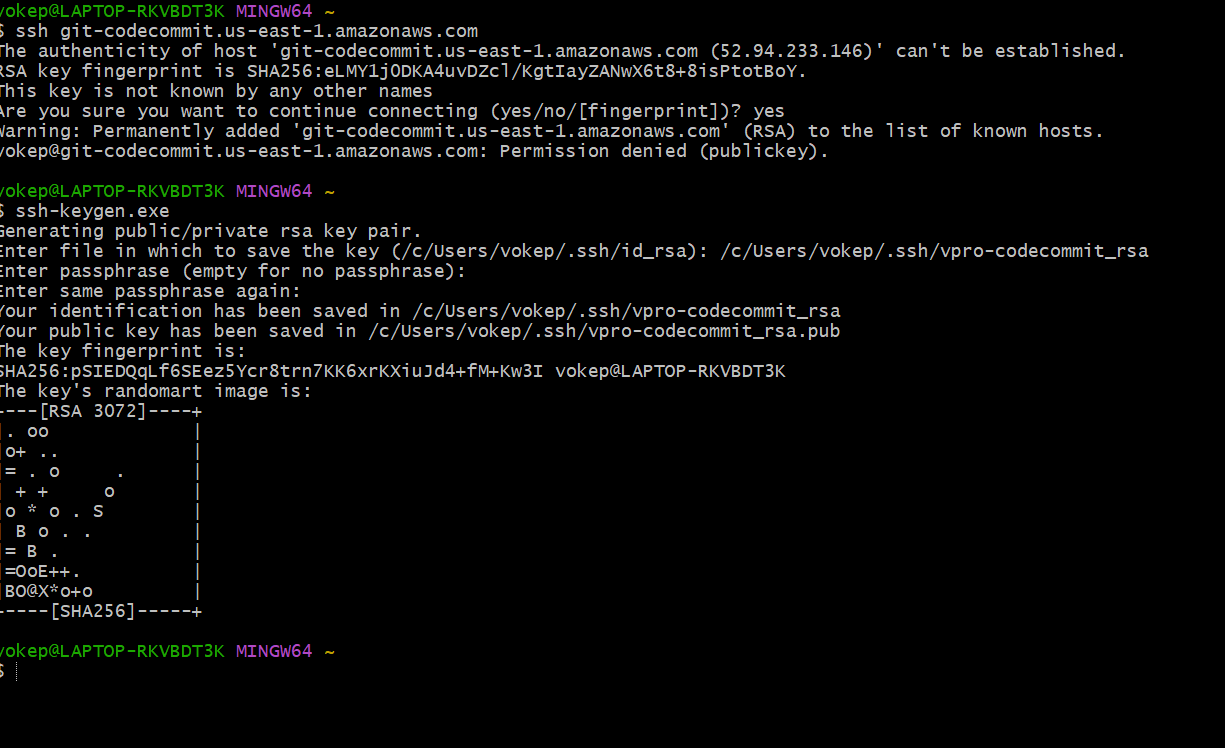 vokep@LAPTOP-RKVBDT3K MINGW64 ~
$ ssh git-codecommit.us-east-1.amazonaws.com
The authenticity of host 'git-codecommit.us-east-1.amazonaws.com (52.94.233.146)' can't be established.
RSA key fingerprint is SHA256:eLMY1j0DKA4uvDZcl/KgtIayZANwX6t8+8isPtotBoY.
This key is not known by any other names
Are you sure you want to continue connecting (yes/no/[fingerprint])? yes
Warning: Permanently added 'git-codecommit.us-east-1.amazonaws.com' (RSA) to the list of known hosts.
vokep@git-codecommit.us-east-1.amazonaws.com: Permission denied (publickey).
vokep@LAPTOP-RKVBDT3K MINGW64 ~
$ ssh-keygen.exe
Generating public/private rsa key pair.
Enter file in which to save the key (/c/Users/vokep/.ssh/id_rsa): /c/Users/vokep/.ssh/vpro-codecommit_rsa
Enter passphrase (empty for no passphrase):
Enter same passphrase again:
Your identification has been saved in /c/Users/vokep/.ssh/vpro-codecommit_rsa
Your public key has been saved in /c/Users/vokep/.ssh/vpro-codecommit_rsa.pub
The key fingerprint is:
SHA256:pSIEDQqLf6SEez5Ycr8trn7KK6xrKXiuJd4+fM+Kw3I vokep@LAPTOP-RKVBDT3K
The key's randomart image is:
+---[RSA 3072]----+
|. oo             |
|o+ ..            |
|= . o     .      |
| + +     o       |
|o * o . S        |
| B o . .         |
|= B .            |
|=OoE++.          |
|BO@X*o+o         |
+----[SHA256]-----+
vokep@LAPTOP-RKVBDT3K MINGW64 ~
$